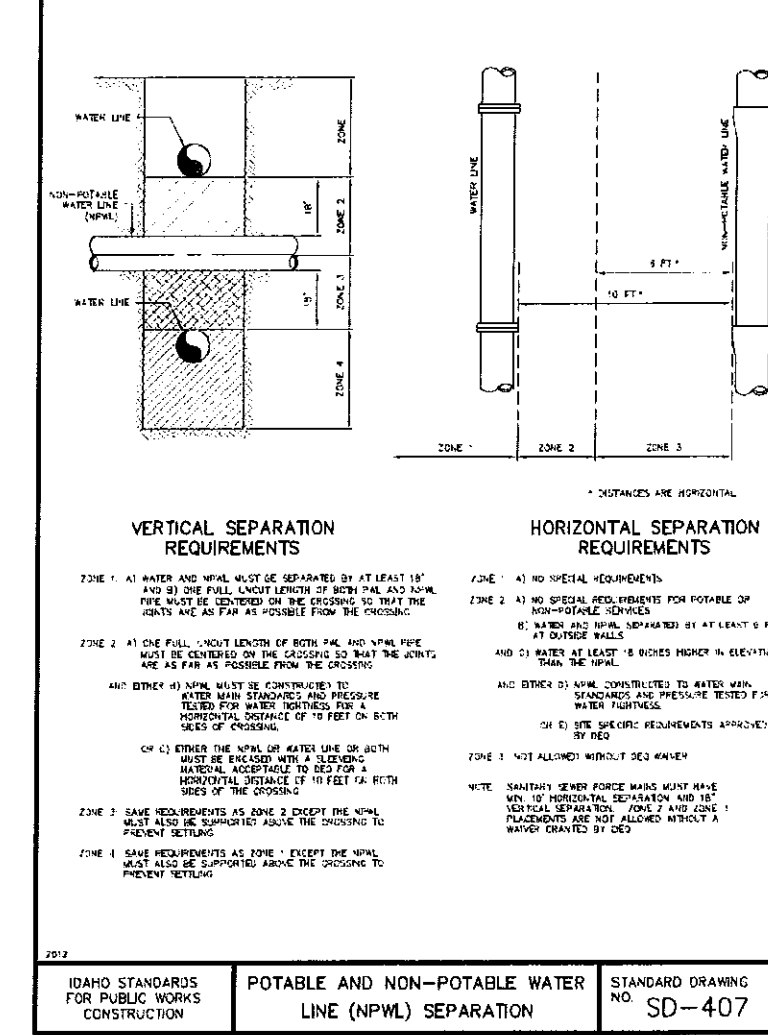 WATER LINE
NON-POTABLE
WATER LINE
(NPWL)
WATER LINE
ZONE
ZONE 2
ZONE 3
ZONE 4
18"
18"
WATER LINE
NON-POTABLE WATER LINE
6 FT*
10 FT*
ZONE 1
ZONE 2
ZONE 3
* DISTANCES ARE HORIZONTAL
VERTICAL SEPARATION
REQUIREMENTS
ZONE 1: A) WATER AND NPWL MUST BE SEPARATED BY AT LEAST 18"
AND B) ONE FULL, UNCUT LENGTH OF BOTH PWL AND NPWL
PIPE MUST BE CENTERED ON THE CROSSING SO THAT THE
JOINTS ARE AS FAR AS POSSIBLE FROM THE CROSSING
ZONE 2: A) ONE FULL, UNCUT LENGTH OF BOTH PWL AND NPWL PIPE
MUST BE CENTERED ON THE CROSSING SO THAT THE JOINTS
ARE AS FAR AS POSSIBLE FROM THE CROSSING
AND EITHER B) NPWL MUST BE CONSTRUCTED TO
WATER MAIN STANDARDS AND PRESSURE
TESTED FOR WATER TIGHTNESS FOR A
HORIZONTAL DISTANCE OF 10 FEET ON BOTH
SIDES OF CROSSING,
OR C) EITHER THE NPWL OR WATER LINE OR BOTH
MUST BE ENCASED WITH A SLEEVING
MATERIAL ACCEPTABLE TO DEQ FOR A
HORIZONTAL DISTANCE OF 10 FEET ON BOTH
SIDES OF THE CROSSING
ZONE 3: SAME REQUIREMENTS AS ZONE 2 EXCEPT THE NPWL
MUST ALSO BE SUPPORTED ABOVE THE CROSSING TO
PREVENT SETTLING
ZONE 4: SAME REQUIREMENTS AS ZONE 1 EXCEPT THE NPWL
MUST ALSO BE SUPPORTED ABOVE THE CROSSING TO
PREVENT SETTLING
HORIZONTAL SEPARATION
REQUIREMENTS
ZONE 1: A) NO SPECIAL REQUIREMENTS
ZONE 2: A) NO SPECIAL REQUIREMENTS FOR POTABLE OR
NON-POTABLE SERVICES
B) WATER AND NPWL SEPARATED BY AT LEAST 6 F
AT OUTSIDE WALLS
AND C) WATER AT LEAST 18 INCHES HIGHER IN ELEVATI
THAN THE NPWL
AND EITHER D) NPWL CONSTRUCTED TO WATER MAIN
STANDARDS AND PRESSURE TESTED FOR
WATER TIGHTNESS.
OR E) SITE SPECIFIC REQUIREMENTS APPROVED
BY DEQ
ZONE 3: NOT ALLOWED WITHOUT DEQ WAIVER
NOTE: SANITARY SEWER FORCE MAINS MUST HAVE
MIN. 10' HORIZONTAL SEPARATION AND 18"
VERTICAL SEPARATION. ZONE 2 AND ZONE 3
PLACEMENTS ARE NOT ALLOWED WITHOUT A
WAIVER GRANTED BY DEQ
2012
IDAHO STANDARDS
FOR PUBLIC WORKS
CONSTRUCTION
POTABLE AND NON-POTABLE WATER
LINE (NPWL) SEPARATION
STANDARD DRAWING
NO. SD-407